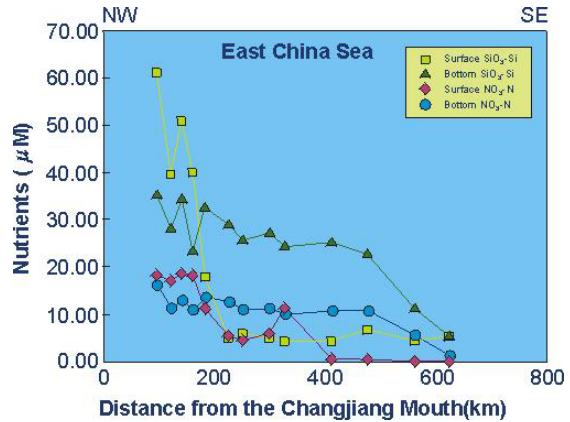 NW SE
East China Sea
Surface SiO₃-Si
Bottom SiO₃-Si
Surface NO₃-N
Bottom NO₃-N
Nutrients ( μM)
70.00
60.00
50.00
40.00
30.00
20.00
10.00
0.00
0 200 400 600 800
Distance from the Changjiang Mouth(km)